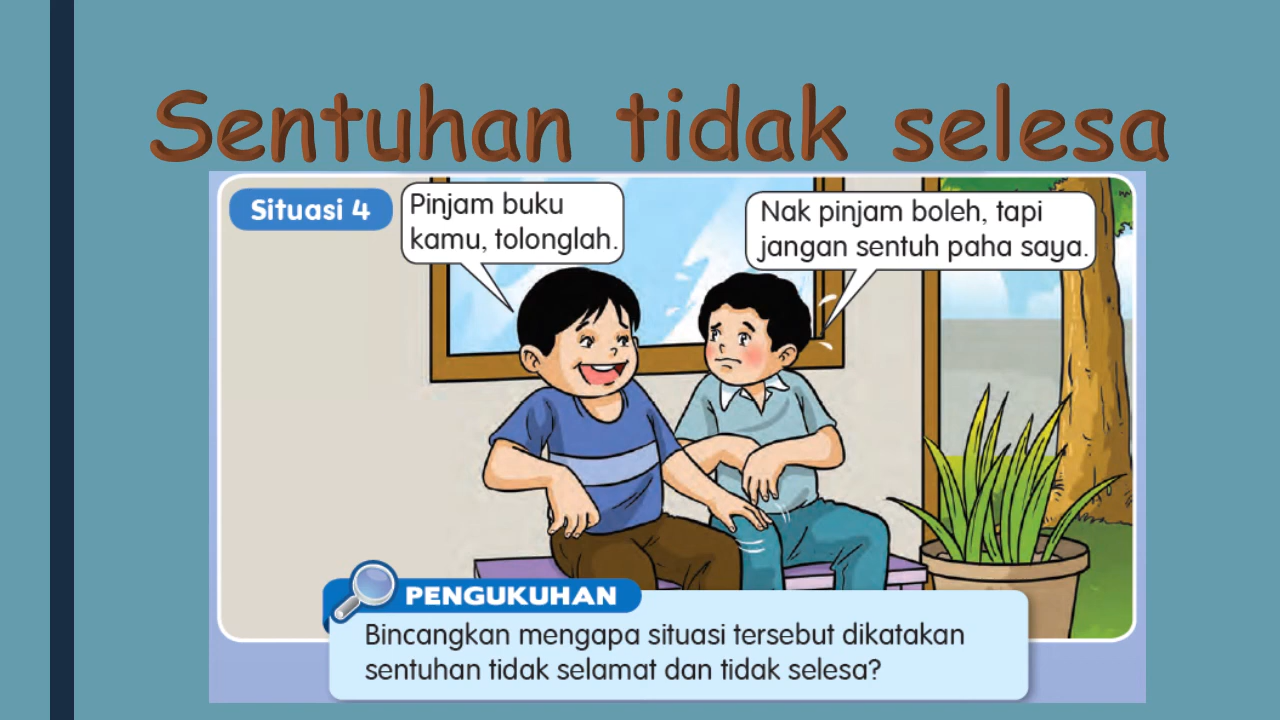 Sentuhan tidak selesa
Situasi 4
Pinjam buku
kamu, tolonglah.
Nak pinjam boleh, tapi
jangan sentuh paha saya.
PENGUKUHAN
Bincangkan mengapa situasi tersebut dikatakan
sentuhan tidak selamat dan tidak selesa?